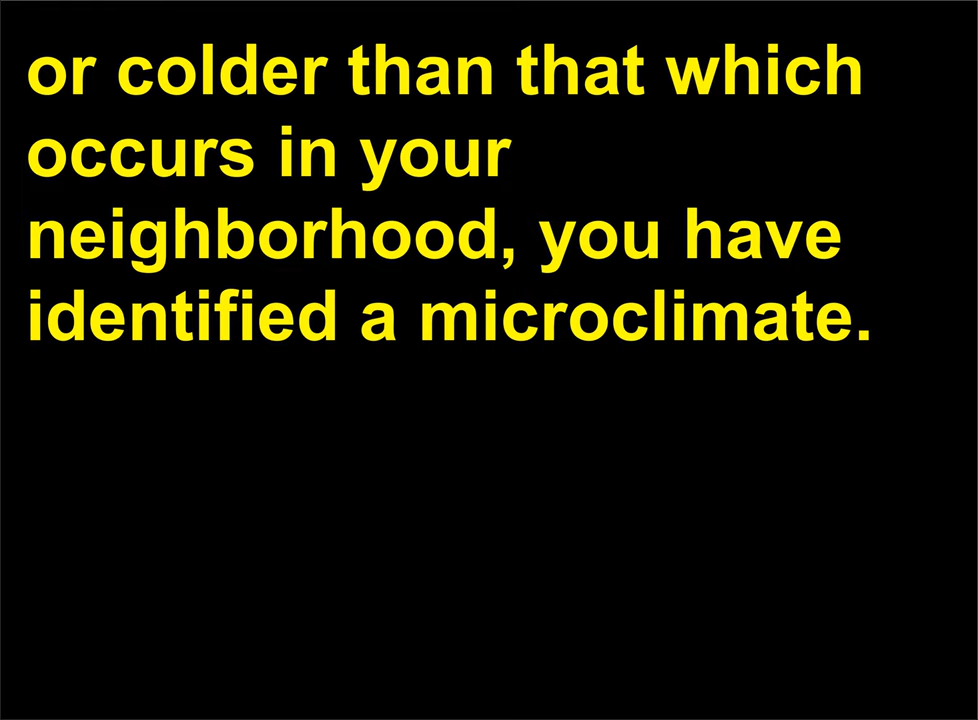 or colder than that which
occurs in your
neighborhood, you have
identified a microclimate.